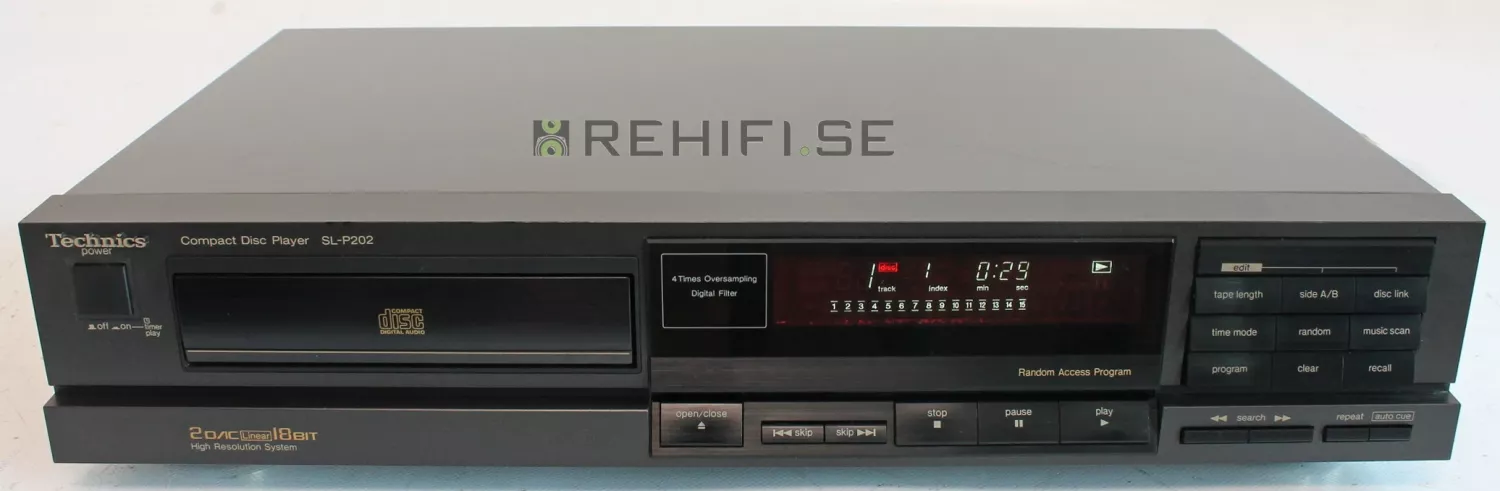 REHIFI.SE
Technics
power
off on timer play
Compact Disc Player SL-P202
COMPACT
disc
DIGITAL AUDIO
4 Times Oversampling
Digital Filter
disc
1 1 0:29
track index min sec
1 2 3 4 5 6 7 8 9 10 11 12 13 14 15
Random Access Program
edit
tape length side A/B disc link
time mode random music scan
program clear recall
2 DAC Linear 18 BIT
High Resolution System
open/close
skip skip
stop pause play
search repeat auto cue